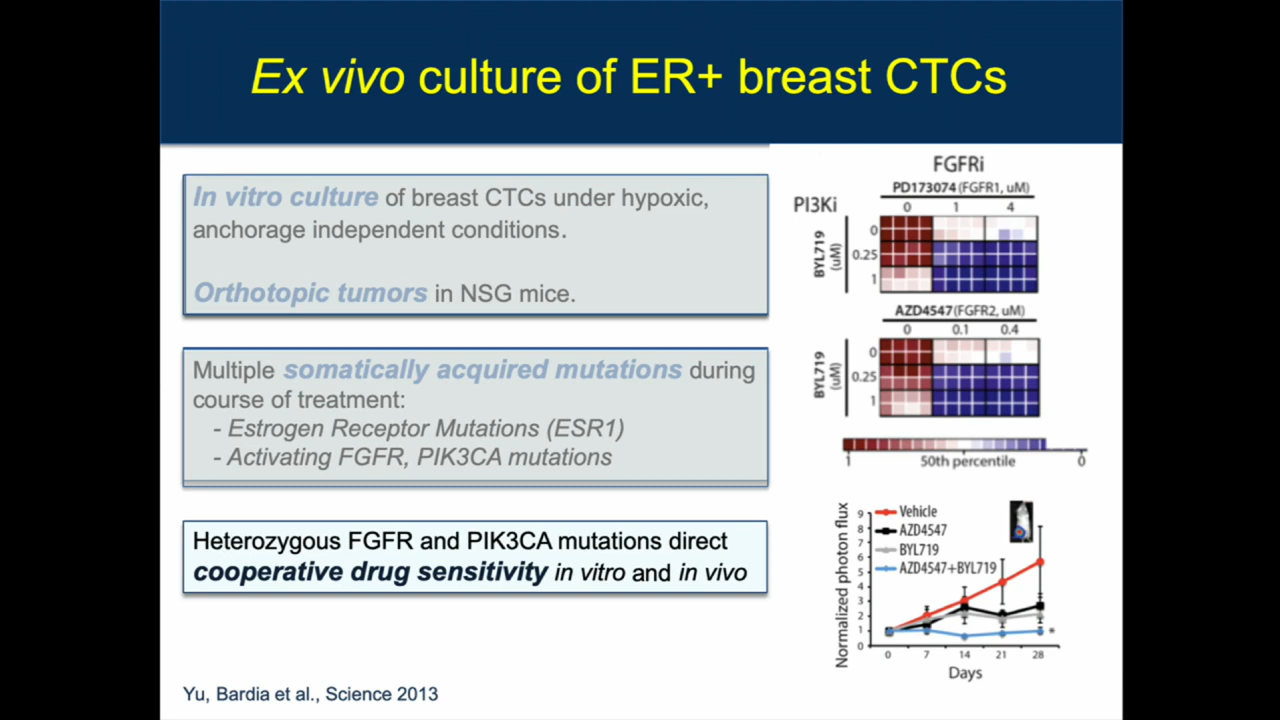 Ex vivo culture of ER+ breast CTCs
In vitro culture of breast CTCs under hypoxic,
anchorage independent conditions.
Orthotopic tumors in NSG mice.
Multiple somatically acquired mutations during
course of treatment:
- Estrogen Receptor Mutations (ESR1)
- Activating FGFR, PIK3CA mutations
Heterozygous FGFR and PIK3CA mutations direct
cooperative drug sensitivity in vitro and in vivo
Yu, Bardia et al., Science 2013
FGFRi
PD173074 (FGFR1, uM)
PI3Ki
0 1 4
BYL719
(uM)
0
0.25
1
AZD4547(FGFR2, uM)
0 0.1 0.4
BYL719
(uM)
0
0.25
1
1 50th percentile 0
Normalized photon flux
9
8
7
6
5
4
3
2
1
0
Vehicle
AZD4547
BYL719
AZD4547+BYL719
*
0 7 14 21 28
Days